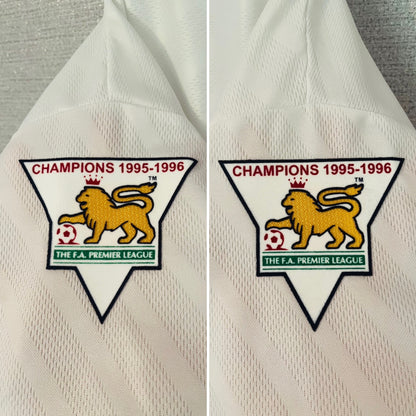 CHAMPIONS 1995-1996
TM
THE F.A. PREMIER LEAGUE
CHAMPIONS 1995-1996
TM
THE F.A. PREMIER LEAGUE